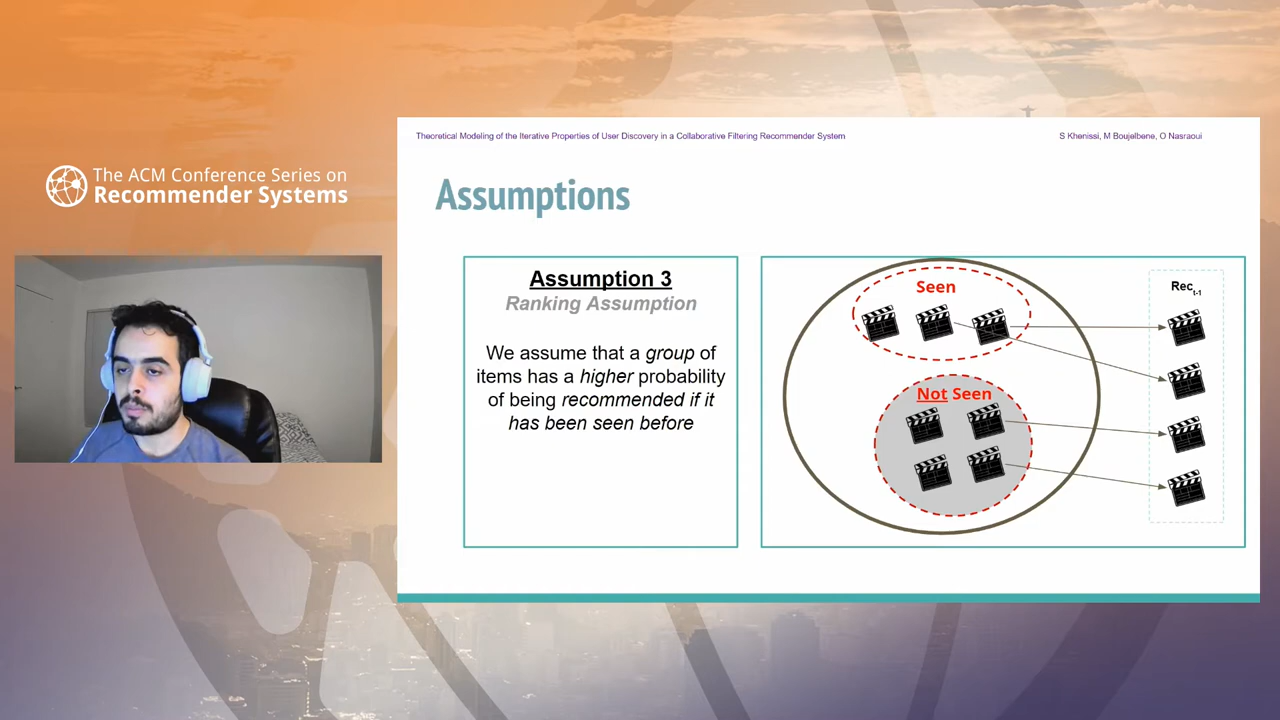 Theoretical Modeling of the Iterative Properties of User Discovery in a Collaborative Filtering Recommender System
S Khenissi, M Boujelbene, O Nasraoui
The ACM Conference Series on
Recommender Systems
Assumptions
Assumption 3
Ranking Assumption
We assume that a group of
items has a higher probability
of being recommended if it
has been seen before
Seen
Not Seen
Rec t-1